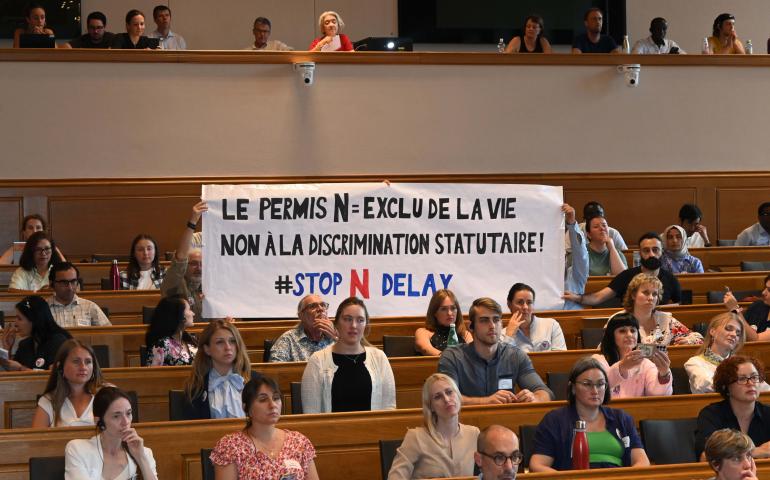 LE PERMIS N = EXCLU DE LA VIE
NON À LA DISCRIMINATION STATUTAIRE !
#STOP N DELAY